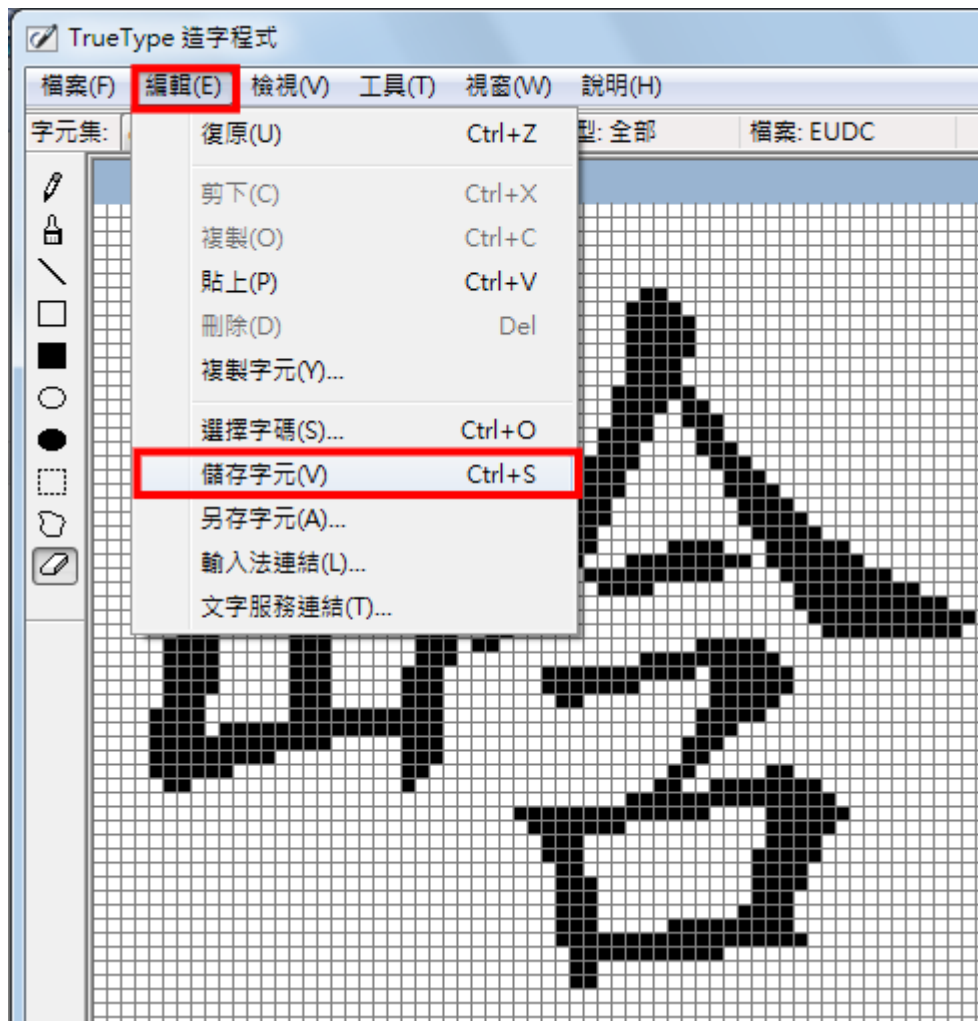 TrueType 造字程式
檔案(F) 編輯(E) 檢視(V) 工具(T) 視窗(W) 說明(H)
字元集: 型: 全部 檔案: EUDC
復原(U) Ctrl+Z
剪下(C) Ctrl+X
複製(O) Ctrl+C
貼上(P) Ctrl+V
刪除(D) Del
複製字元(Y)...
選擇字碼(S)... Ctrl+O
儲存字元(V) Ctrl+S
另存字元(A)...
輸入法連結(L)...
文字服務連結(T)...